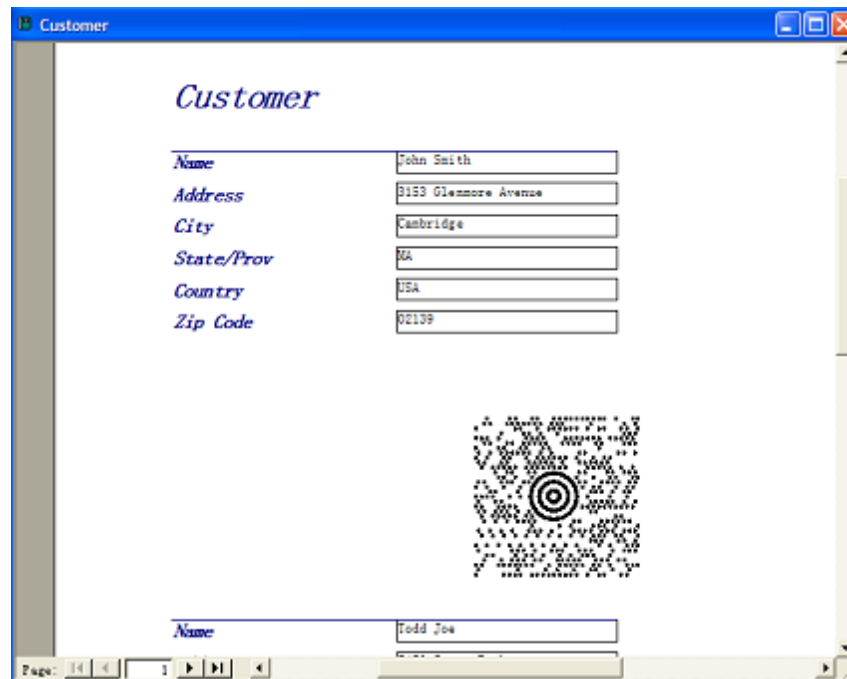 Customer
Customer
Name John Smith
Address 3153 Glenmore Avenue
City Cambridge
State/Prov MA
Country USA
Zip Code 02139
Name Todd Joe
Page: 1